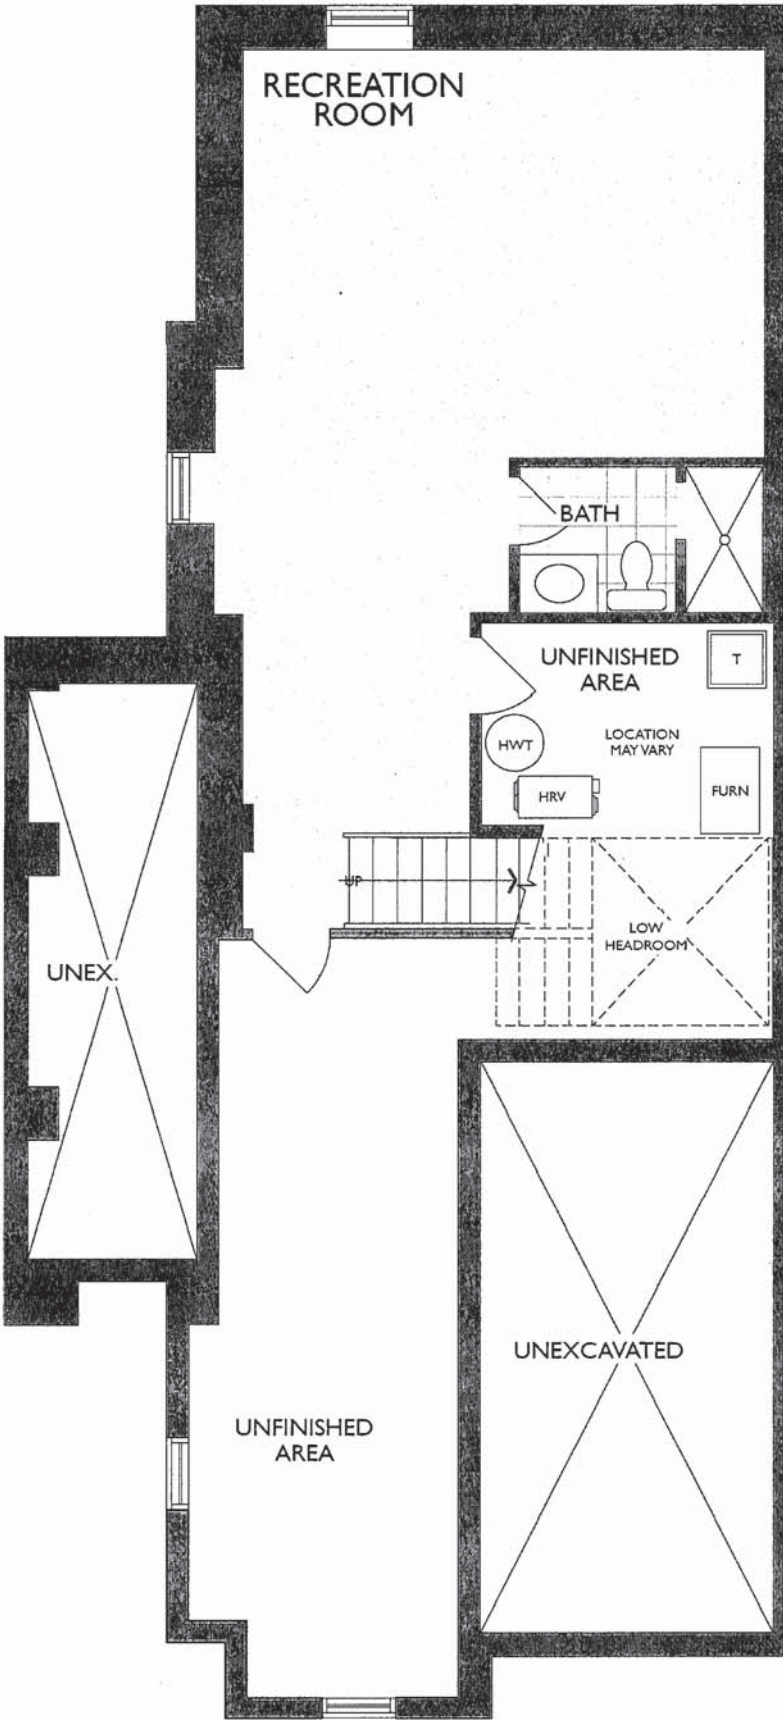 RECREATION
ROOM
BATH
UNFINISHED
AREA
T
LOCATION
MAY VARY
HWT
HRV
FURN
UP
LOW
HEADROOM
UNEX.
UNEXCAVATED
UNFINISHED
AREA